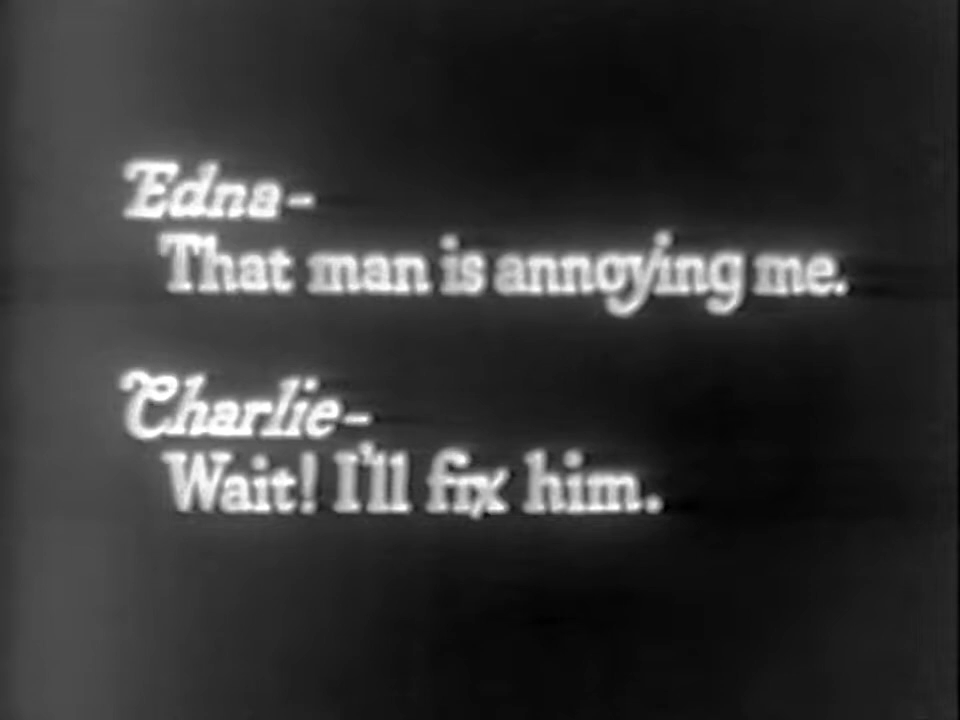 Edna-
That man is annoying me.
Charlie-
Wait! I'll fix him.